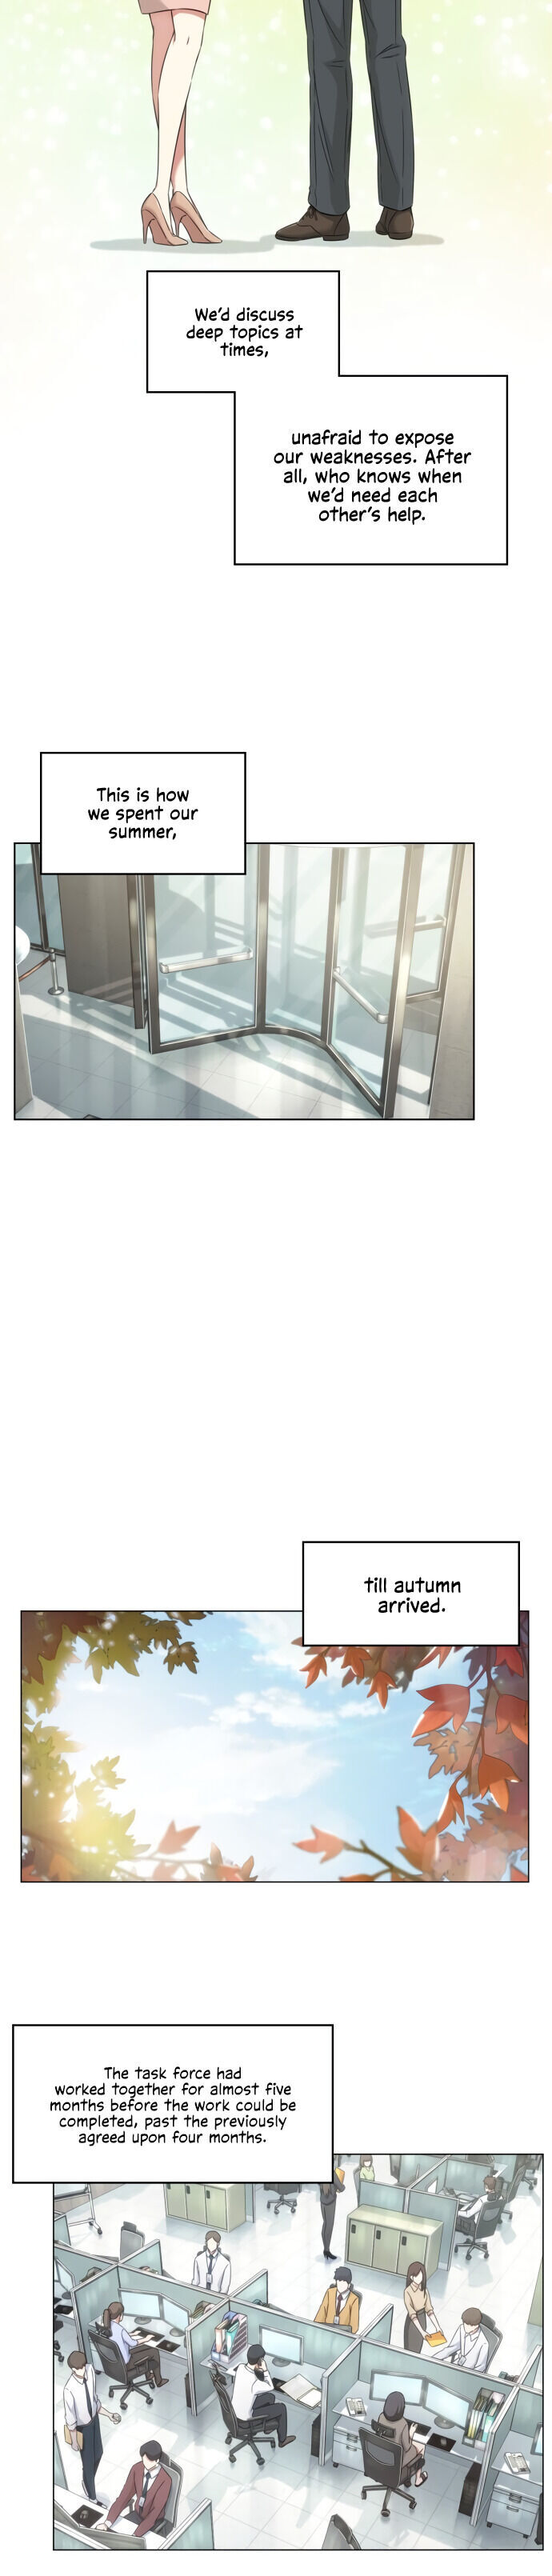 We'd discuss
deep topics at
times,
unafraid to expose
our weaknesses. After
all, who knows when
we'd need each
other's help.
This is how
we spent our
summer,
till autumn
arrived.
The task force had
worked together for almost five
months before the work could be
completed, past the previously
agreed upon four months.